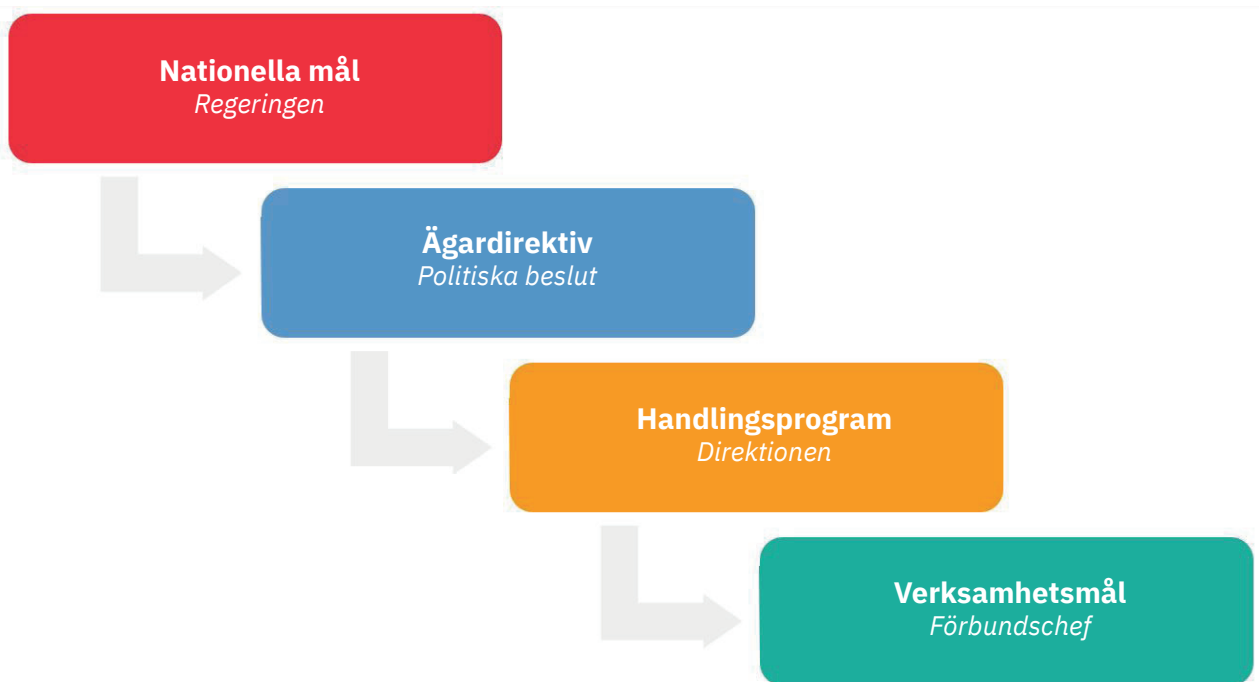 Nationella mål
Regeringen
Ägardirektiv
Politiska beslut
Handlingsprogram
Direktionen
Verksamhetsmål
Förbundschef